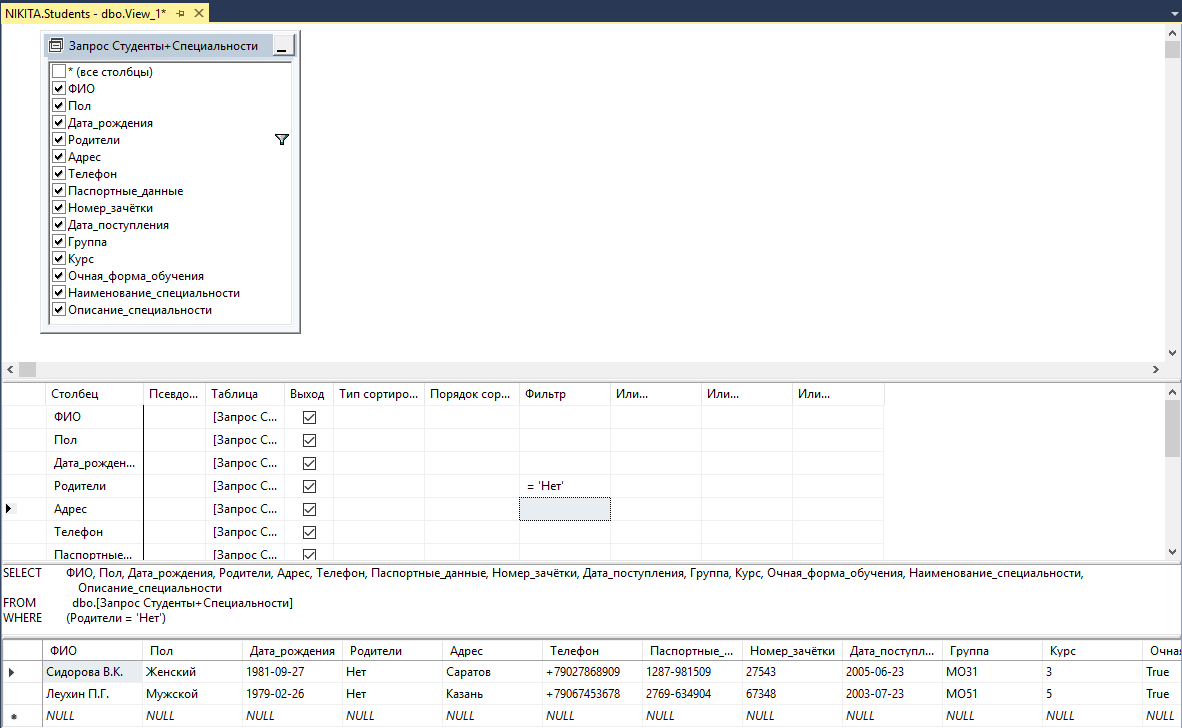 NIKITA.Students - dbo.View_1*
Запрос Студенты+Специальности
* (все столбцы)
ФИО
Пол
Дата_рождения
Родители
Адрес
Телефон
Паспортные_данные
Номер_зачётки
Дата_поступления
Группа
Курс
Очная_форма_обучения
Наименование_специальности
Описание_специальности
Столбец Псевдо... Таблица Выход Тип сортиро... Порядок сор... Фильтр Или... Или... Или...
ФИО [Запрос С...
Пол [Запрос С...
Дата_рожден... [Запрос С...
Родители [Запрос С... = 'Нет'
Адрес [Запрос С...
Телефон [Запрос С...
Паспортные... [Запрос С...
SELECT ФИО, Пол, Дата_рождения, Родители, Адрес, Телефон, Паспортные_данные, Номер_зачётки, Дата_поступления, Группа, Курс, Очная_форма_обучения, Наименование_специальности,
Описание_специальности
FROM dbo.[Запрос Студенты+Специальности]
WHERE (Родители = 'Нет')
ФИО Пол Дата_рождения Родители Адрес Телефон Паспортные_... Номер_зачётки Дата_поступл... Группа Курс Очная
Сидорова В.К. Женский 1981-09-27 Нет Саратов +79027868909 1287-981509 27543 2005-06-23 МО31 3 True
Леухин П.Г. Мужской 1979-02-26 Нет Казань +79067453678 2769-634904 67348 2003-07-23 МО51 5 True
NULL NULL NULL NULL NULL NULL NULL NULL NULL NULL NULL NULL